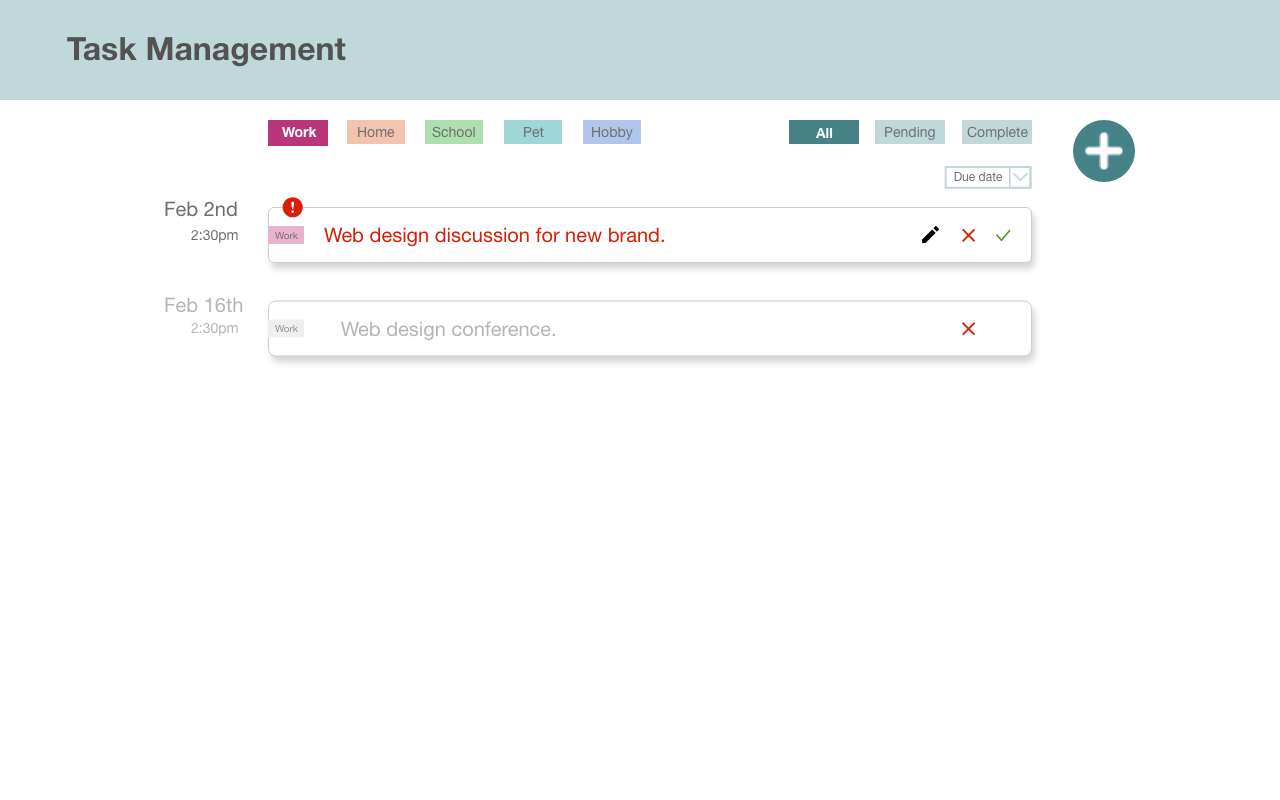 Task Management
Work Home School Pet Hobby All Pending Complete
Due date
Feb 2nd
2:30pm
Work Web design discussion for new brand.
Feb 16th
2:30pm
Work Web design conference.